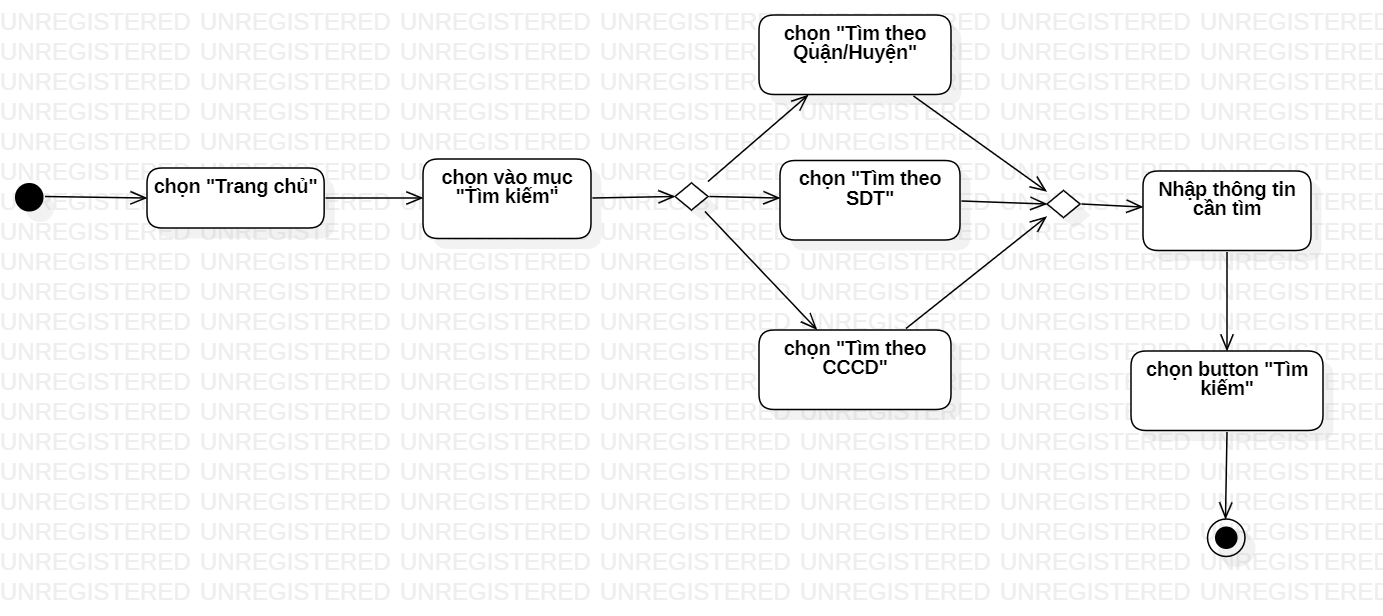 chọn "Trang chủ"
chọn vào mục
"Tìm kiếm"
chọn "Tìm theo
Quận/Huyện"
chọn "Tìm theo
SDT"
chọn "Tìm theo
CCCD"
Nhập thông tin
cần tìm
chọn button "Tìm
kiếm"
UNREGISTERED